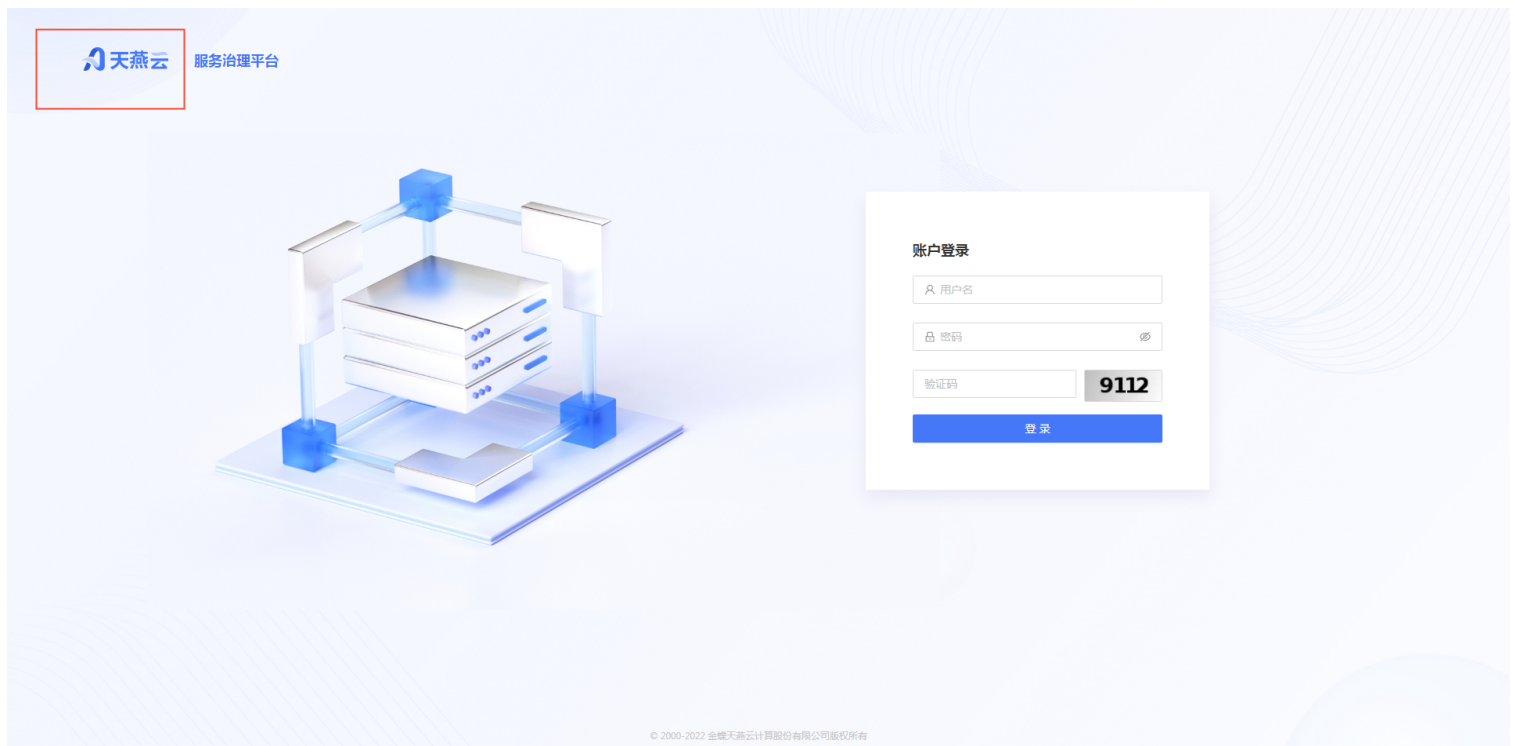 天燕云 服务治理平台
账户登录
用户名
密码
验证码 9112
登 录
© 2000-2022 金蝶天燕云计算股份有限公司版权所有